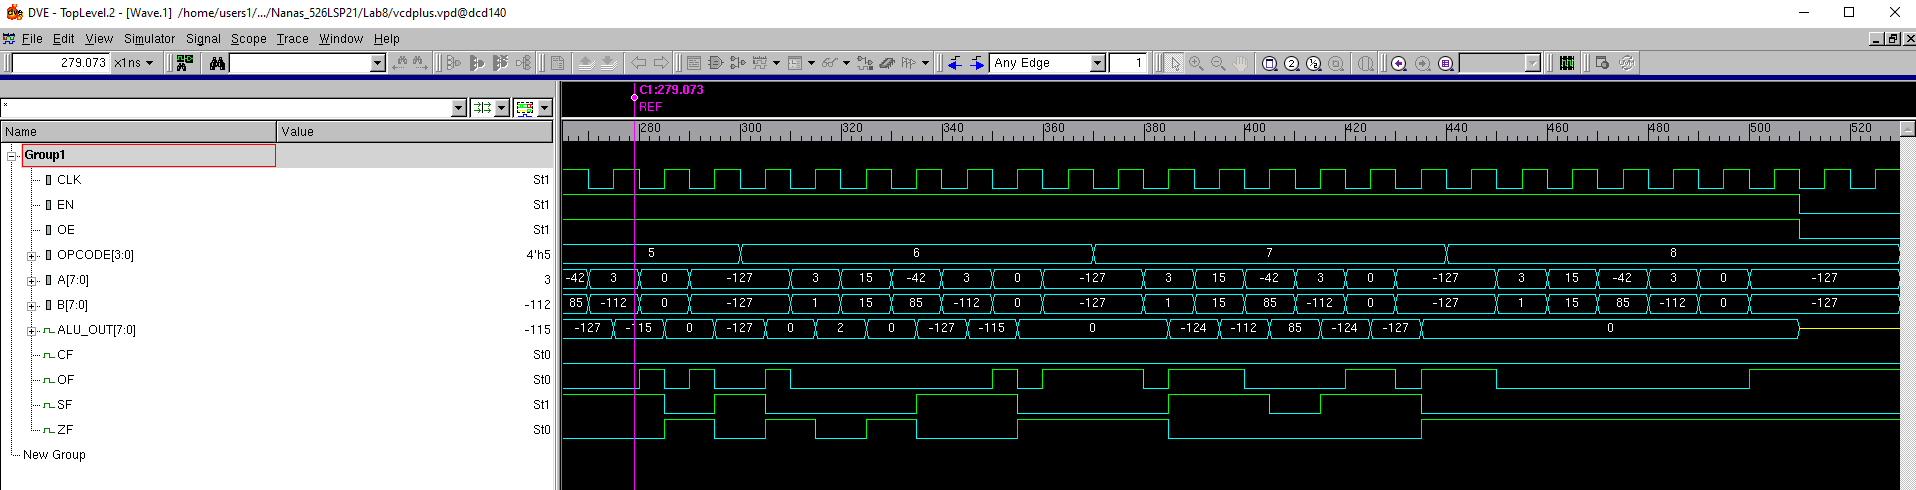 DVE - TopLevel.2 - [Wave.1] /home/users1/.../Nanas_526LSP21/Lab8/vcdplus.vpd@dcd140
File Edit View Simulator Signal Scope Trace Window Help
279.073 x1ns Any Edge 1
C1:279.073
REF
*
Name Value
280 300 320 340 360 380 400 420 440 460 480 500 520
Group1
CLK St1
EN St1
OE St1
OPCODE[3:0] 4'h5 5 6 7 8
A[7:0] 3 -42 3 0 -127 3 15 -42 3 0 -127 3 15 -42 3 0 -127 3 15 -42 3 0 -127
B[7:0] -112 85 -112 0 -127 1 15 85 -112 0 -127 1 15 85 -112 0 -127 1 15 85 -112 0 -127
ALU_OUT[7:0] -115 -127 -115 0 -127 0 2 0 -127 -115 0 -124 -112 85 -124 -127 0
CF St0
OF St0
SF St1
ZF St0
New Group